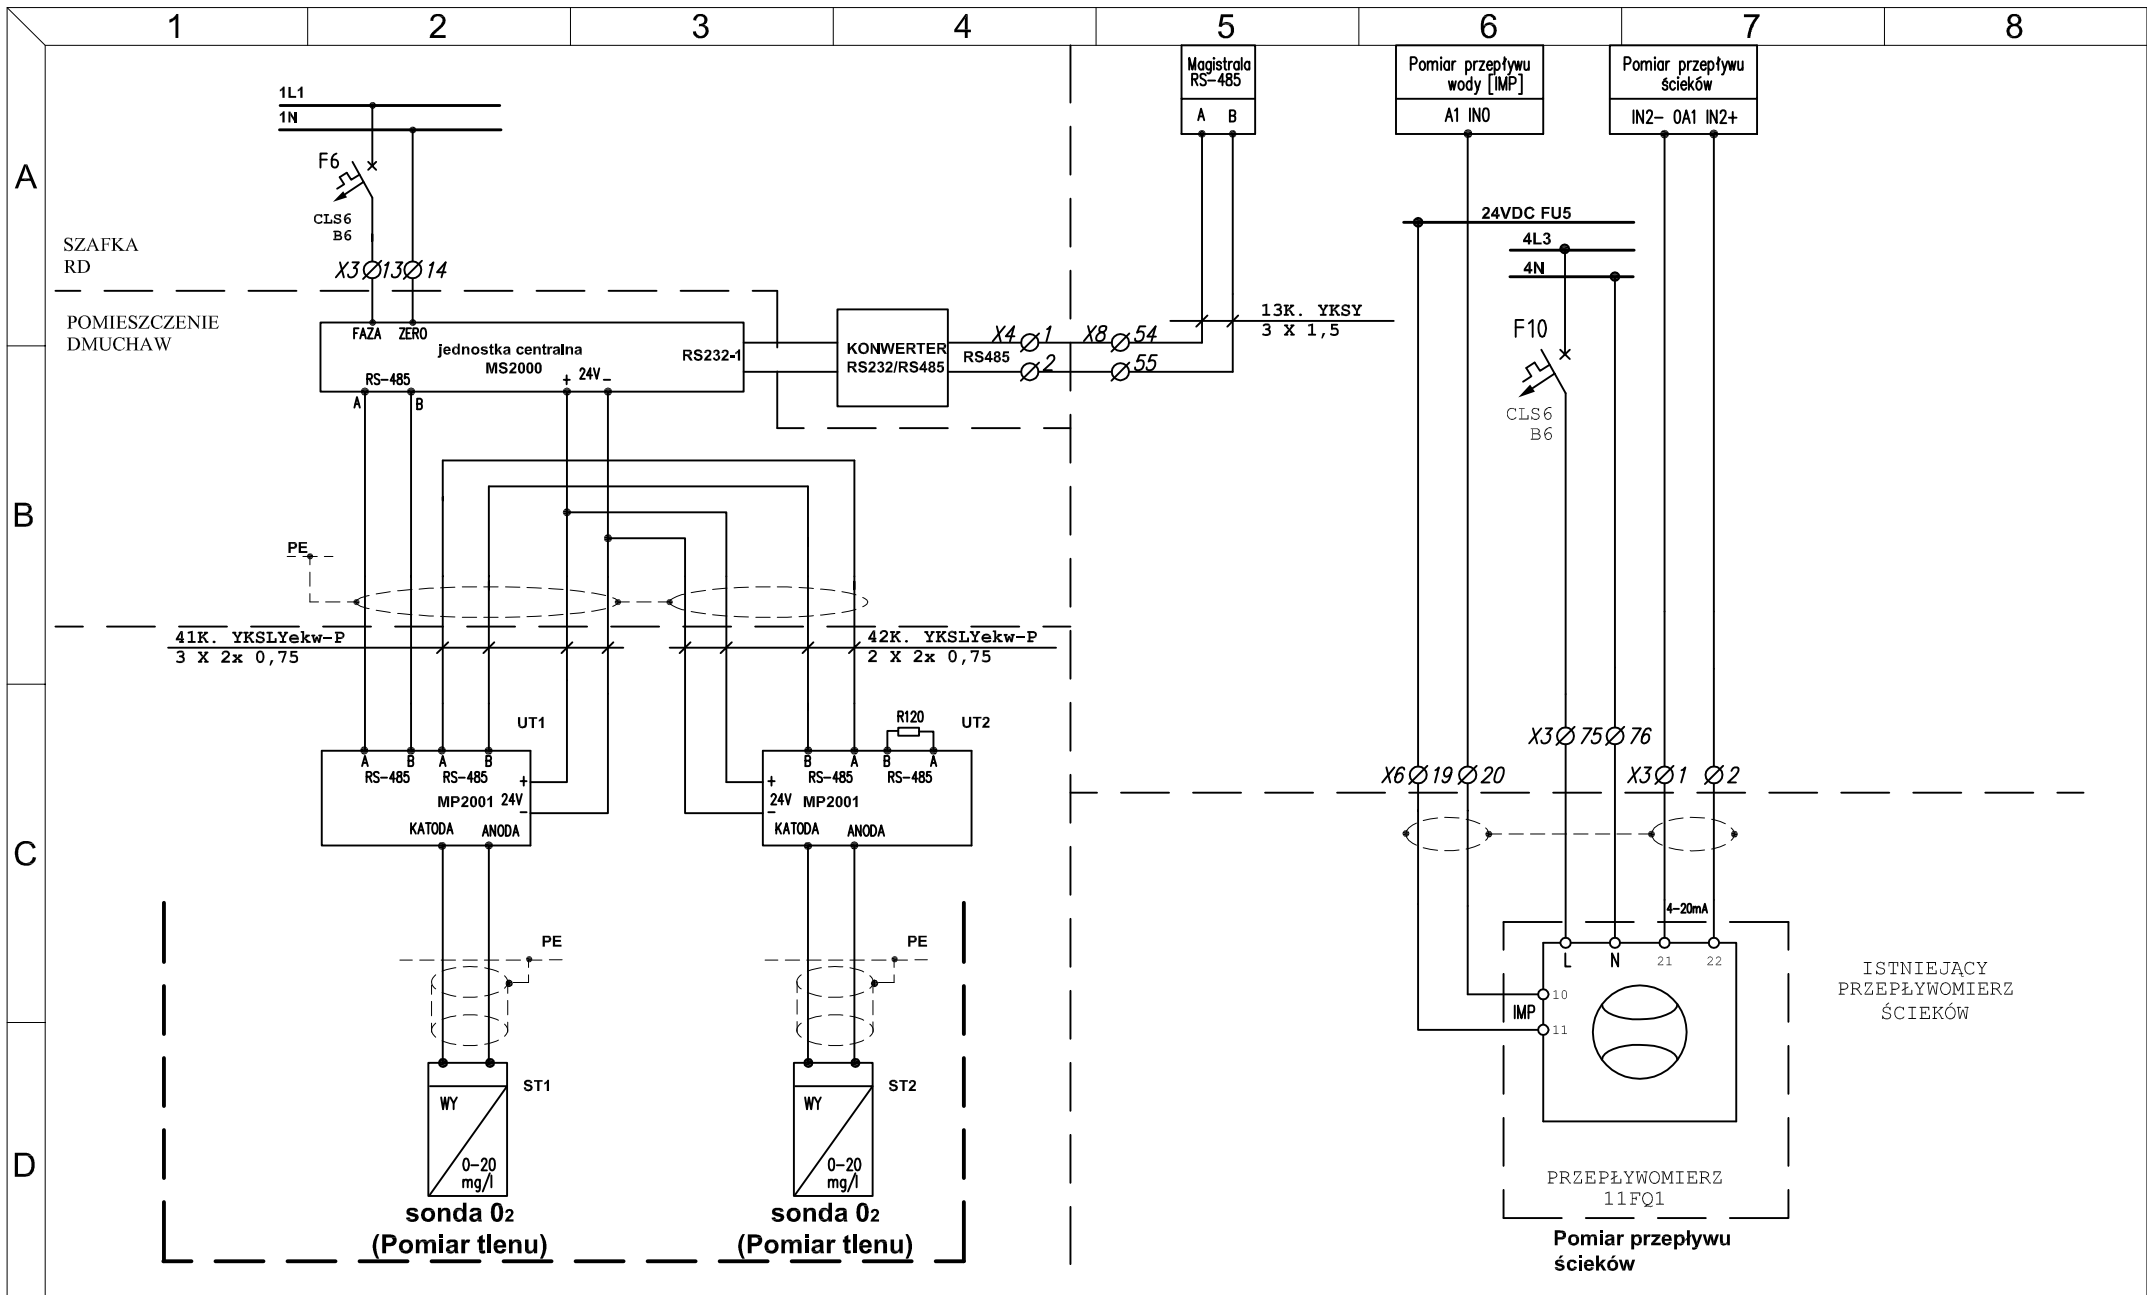 1 2 3 4 5 6 7 8
A
B
C
D
1L1
1N
F6
CLS6
B6
X3 13 14
SZAFKA
RD
POMIESZCZENIE
DMUCHAW
FAZA ZERO
jednostka centralna
MS2000
RS232-1
RS-485
+ 24V -
A B
KONWERTER
RS232/RS485
RS485
X4 1
2
X8 54
55
Magistrala
RS-485
A B
13K. YKSY
3 X 1,5
Pomiar przepływu
wody [IMP]
A1 IN0
Pomiar przepływu
ścieków
IN2- 0A1 IN2+
24VDC FU5
4L3
4N
F10
CLS6
B6
PE
41K. YKSLYekw-P
3 X 2x 0,75
42K. YKSLYekw-P
2 X 2x 0,75
UT1
A B A B
RS-485 RS-485
+
MP2001 24V
-
KATODA ANODA
R120
UT2
B A B A
RS-485 RS-485
+
24V MP2001
-
KATODA ANODA
X3 75 76
X6 19 20
X3 1 2
PE
PE
ST1
WY
0-20
mg/l
sonda 02
(Pomiar tlenu)
ST2
WY
0-20
mg/l
sonda 02
(Pomiar tlenu)
4-20mA
L N 21 22
10
IMP
11
ISTNIEJĄCY
PRZEPŁYWOMIERZ
ŚCIEKÓW
PRZEPŁYWOMIERZ
11FQ1
Pomiar przepływu
ścieków